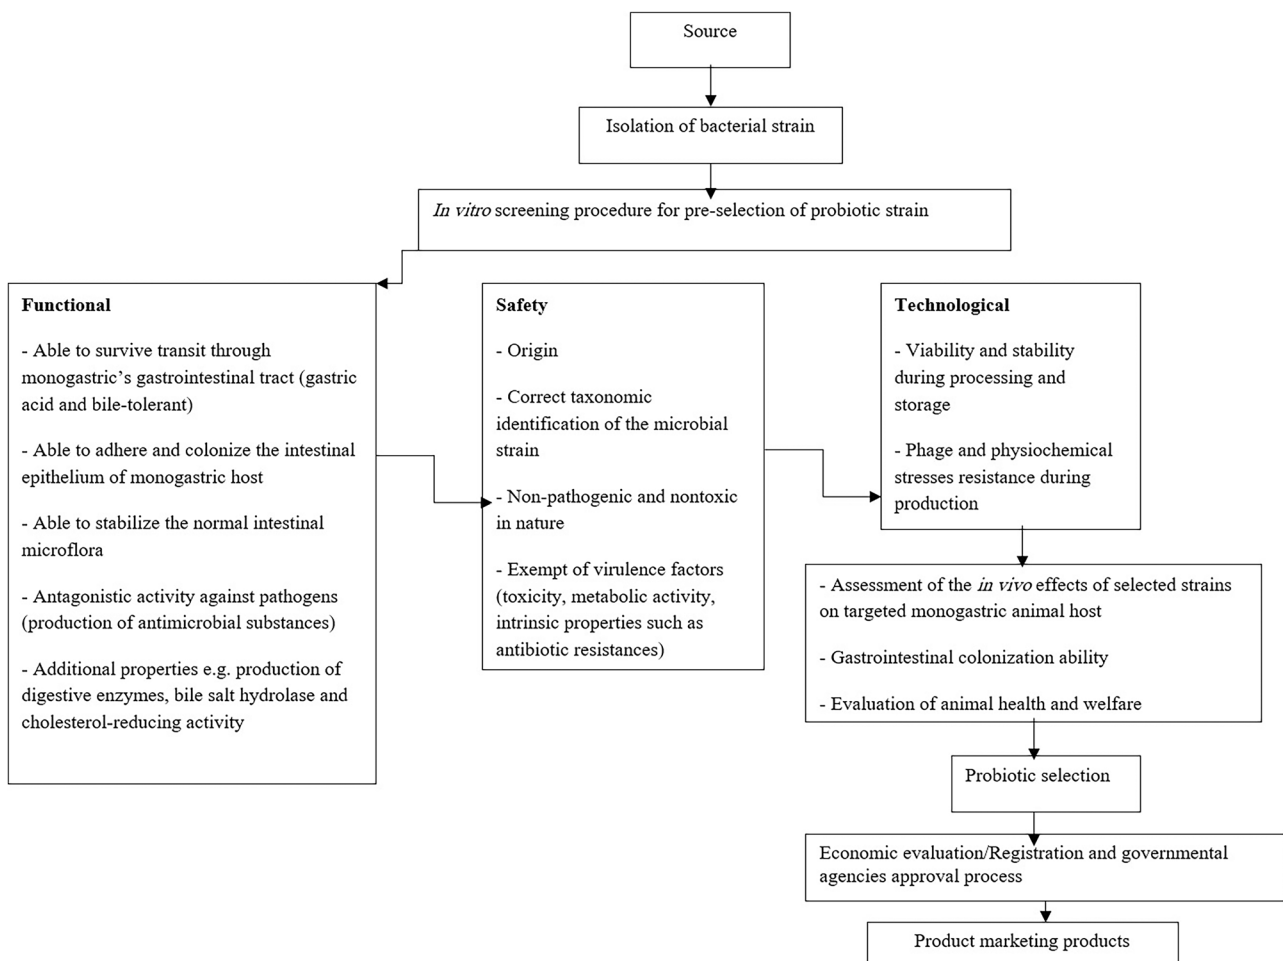 Source
Isolation of bacterial strain
In vitro screening procedure for pre-selection of probiotic strain
Functional
- Able to survive transit through
monogastric’s gastrointestinal tract (gastric
acid and bile-tolerant)
- Able to adhere and colonize the intestinal
epithelium of monogastric host
- Able to stabilize the normal intestinal
microflora
- Antagonistic activity against pathogens
(production of antimicrobial substances)
- Additional properties e.g. production of
digestive enzymes, bile salt hydrolase and
cholesterol-reducing activity
Safety
- Origin
- Correct taxonomic
identification of the microbial
strain
- Non-pathogenic and nontoxic
in nature
- Exempt of virulence factors
(toxicity, metabolic activity,
intrinsic properties such as
antibiotic resistances)
Technological
- Viability and stability
during processing and
storage
- Phage and physiochemical
stresses resistance during
production
- Assessment of the in vivo effects of selected strains
on targeted monogastric animal host
- Gastrointestinal colonization ability
- Evaluation of animal health and welfare
Probiotic selection
Economic evaluation/Registration and governmental
agencies approval process
Product marketing products